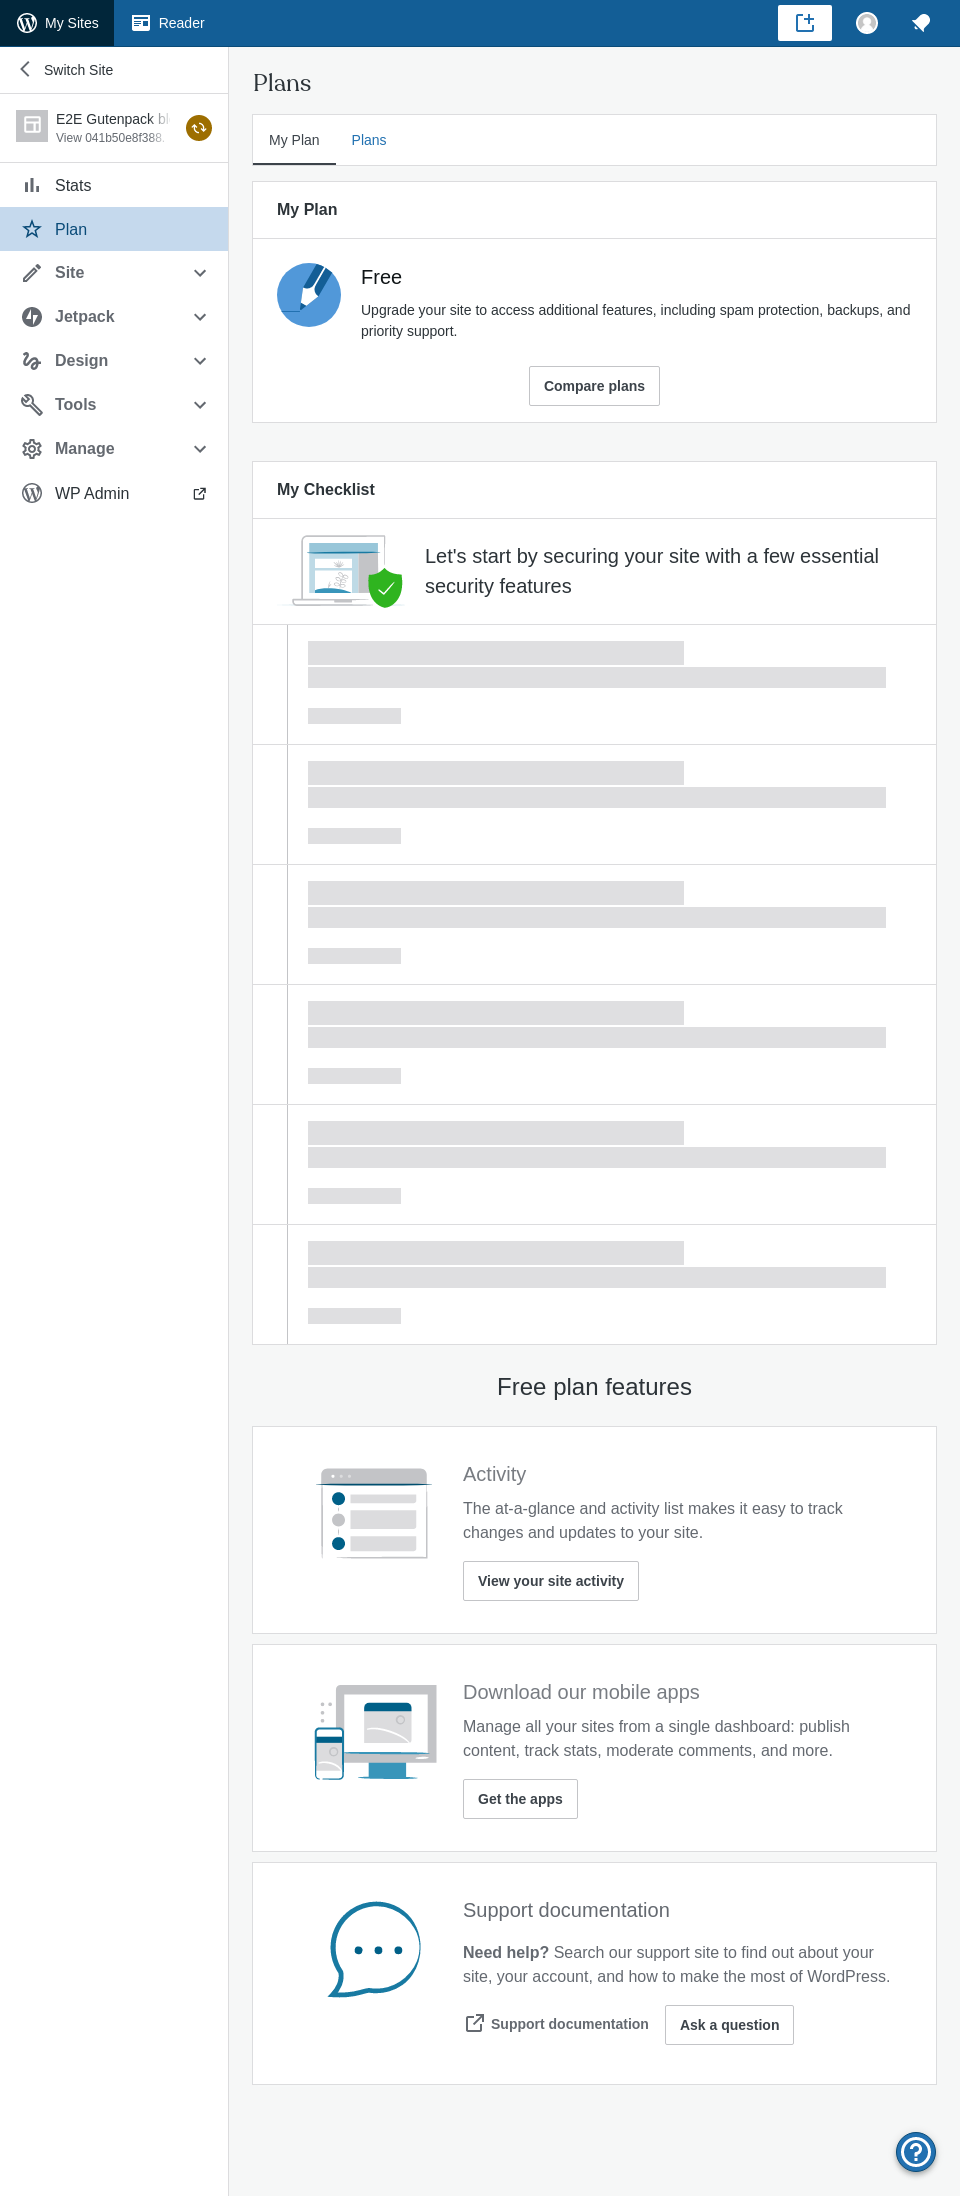 My Sites
Reader
Switch Site
E2E Gutenpack
View 041b50e8f388.
Stats
Plan
Site
Jetpack
Design
Tools
Manage
WP Admin
Plans
My Plan
Plans
My Plan
Free
Upgrade your site to access additional features, including spam protection, backups, and
priority support.
Compare plans
My Checklist
Let's start by securing your site with a few essential
security features
Free plan features
Activity
The at-a-glance and activity list makes it easy to track
changes and updates to your site.
View your site activity
Download our mobile apps
Manage all your sites from a single dashboard: publish
content, track stats, moderate comments, and more.
Get the apps
Support documentation
Need help? Search our support site to find out about your
site, your account, and how to make the most of WordPress.
Support documentation
Ask a question